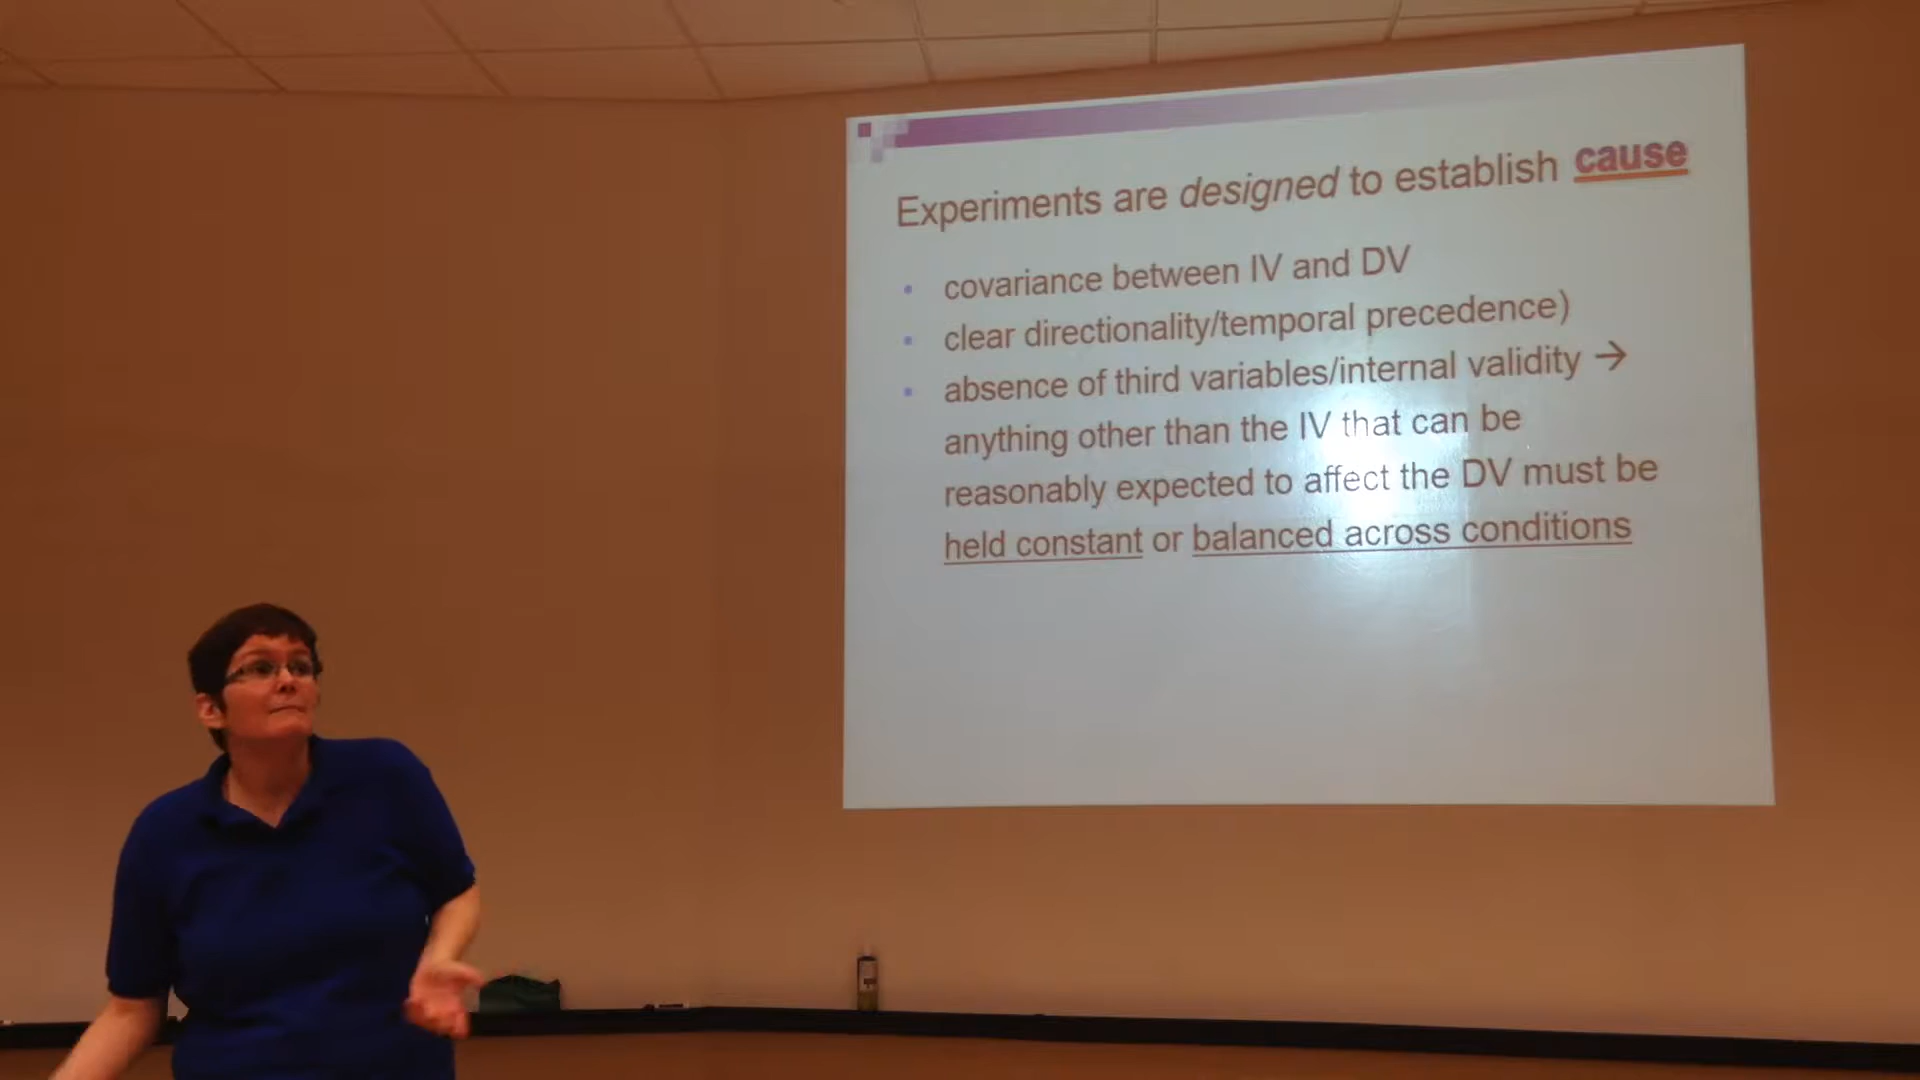 Experiments are designed to establish cause
• covariance between IV and DV
• clear directionality/temporal precedence)
• absence of third variables/internal validity →
anything other than the IV that can be
reasonably expected to affect the DV must be
held constant or balanced across conditions